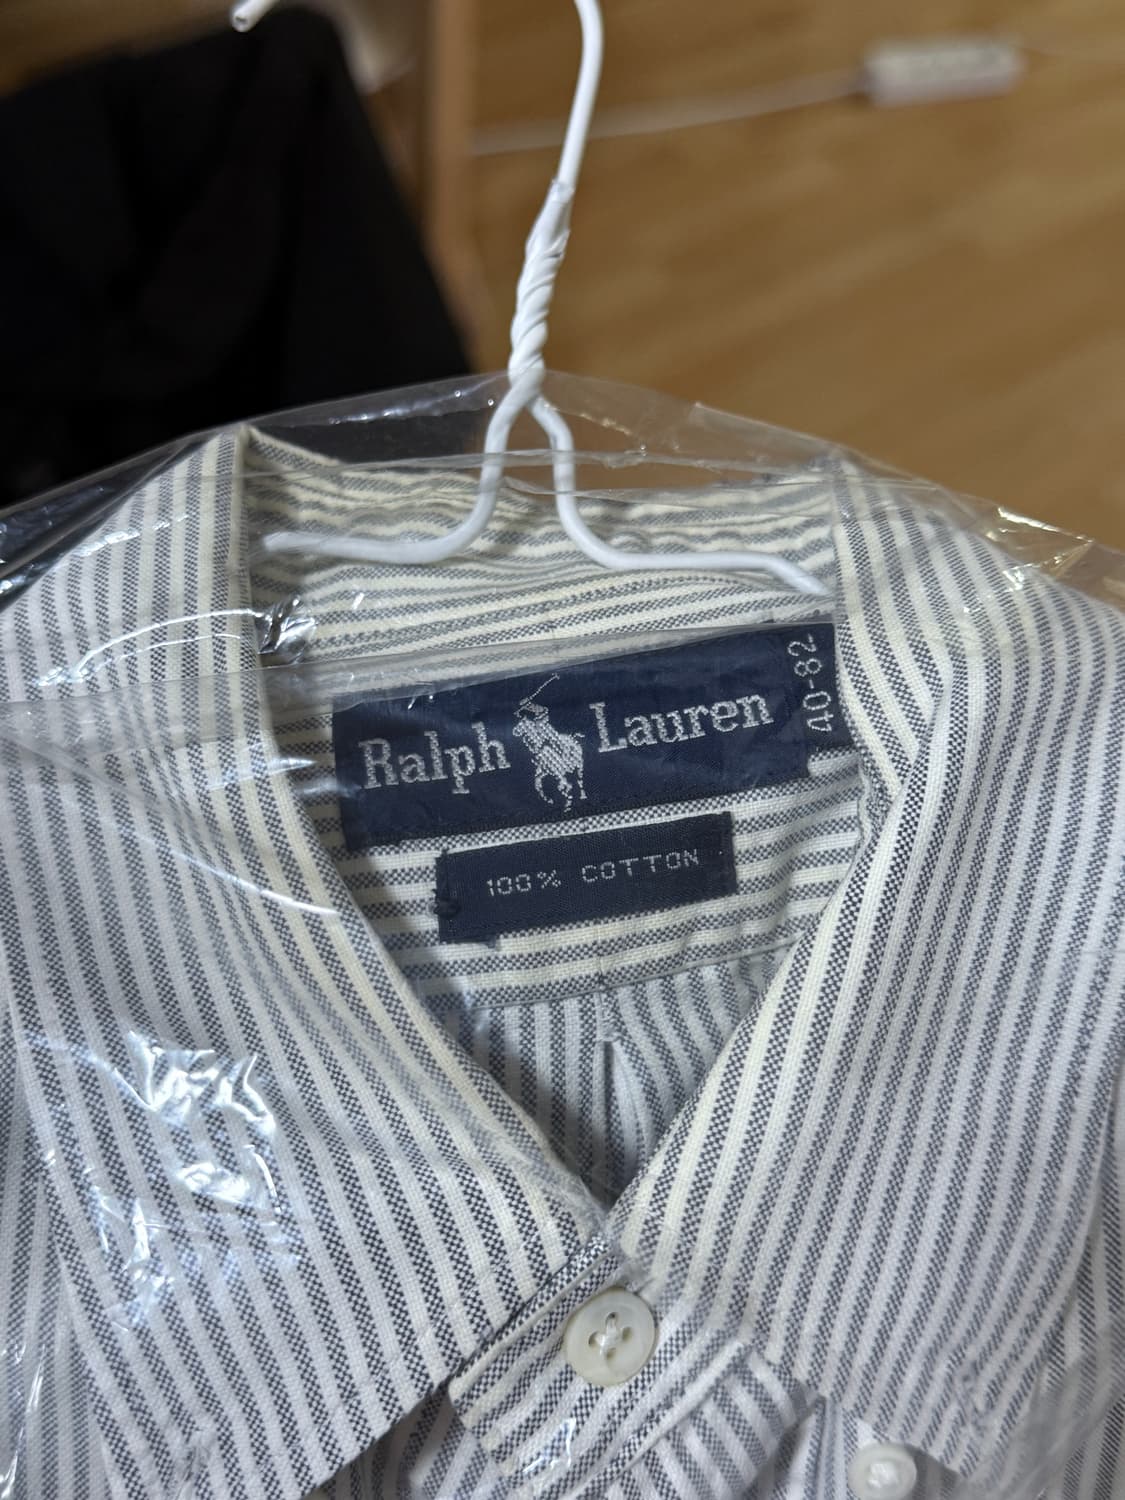 Ralph Lauren
40-82
100% COTTON